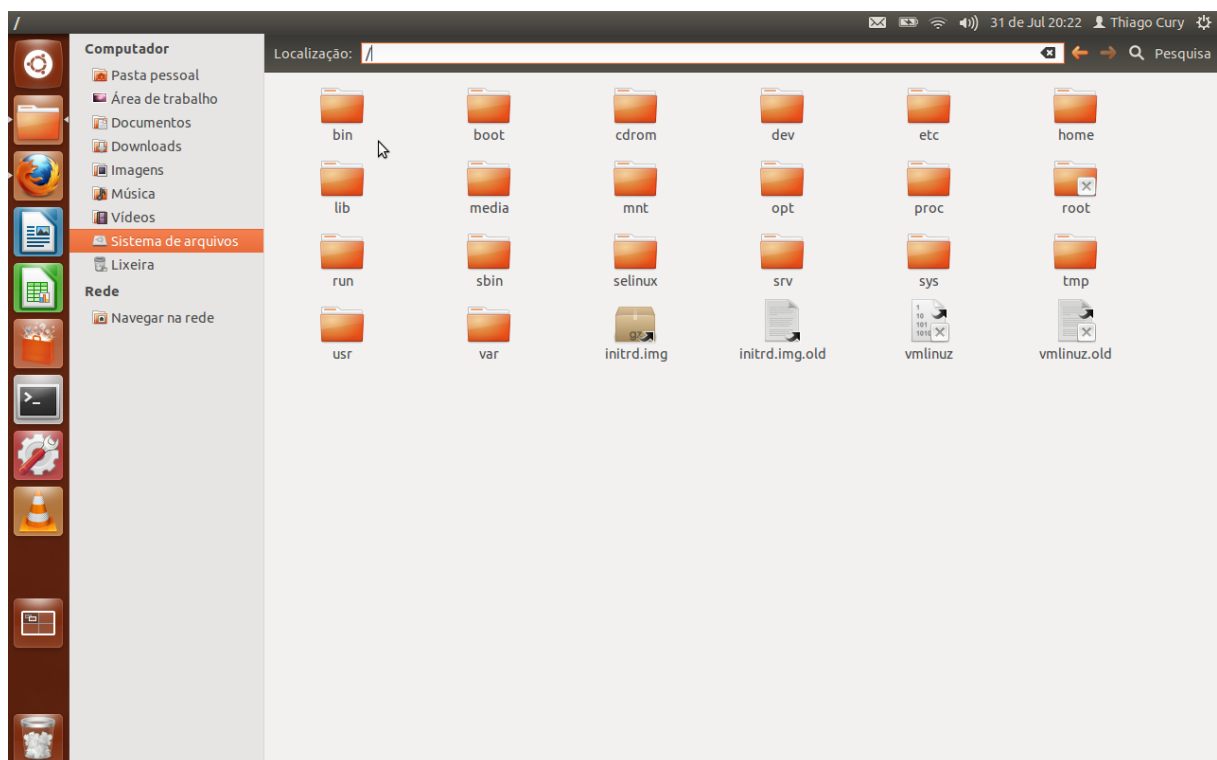 /
31 de Jul 20:22 Thiago Cury
Computador
Pasta pessoal
Área de trabalho
Documentos
Downloads
Imagens
Música
Vídeos
Sistema de arquivos
Lixeira
Rede
Navegar na rede
Localização: /
Pesquisa
bin boot cdrom dev etc home
lib media mnt opt proc root
run sbin selinux srv sys tmp
usr var initrd.img initrd.img.old vmlinuz vmlinuz.old